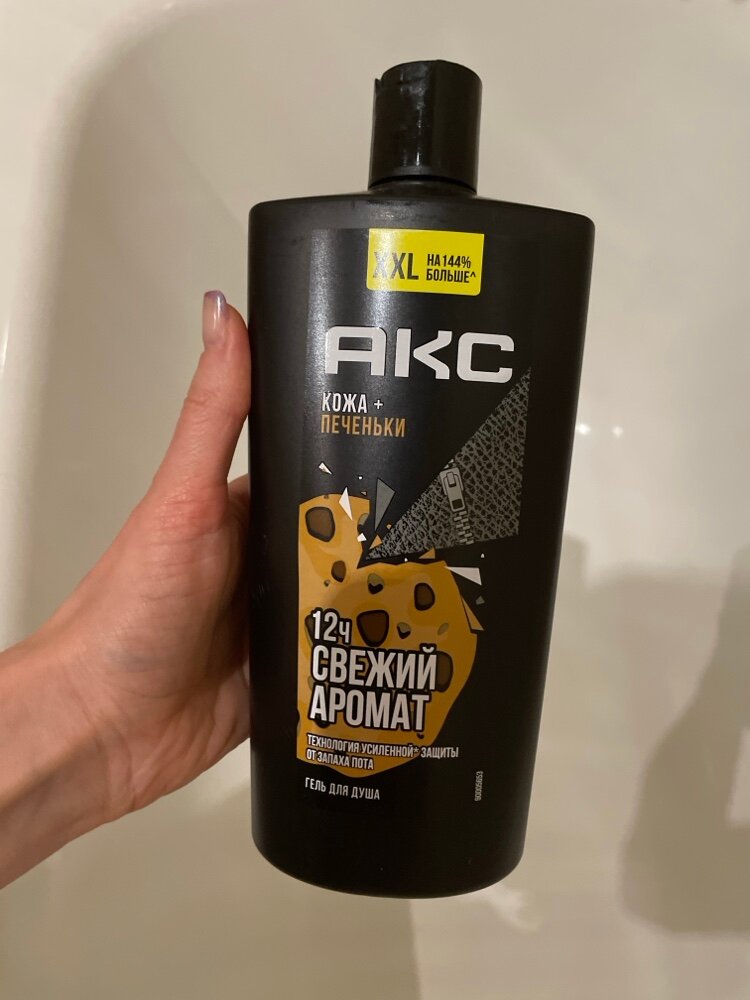 XXL НА 144%
БОЛЬШЕ^
АКС
КОЖА +
ПЕЧЕНЬКИ
12ч
СВЕЖИЙ
АРОМАТ
ТЕХНОЛОГИЯ УСИЛЕННОЙ* ЗАЩИТЫ
ОТ ЗАПАХА ПОТА
ГЕЛЬ ДЛЯ ДУША